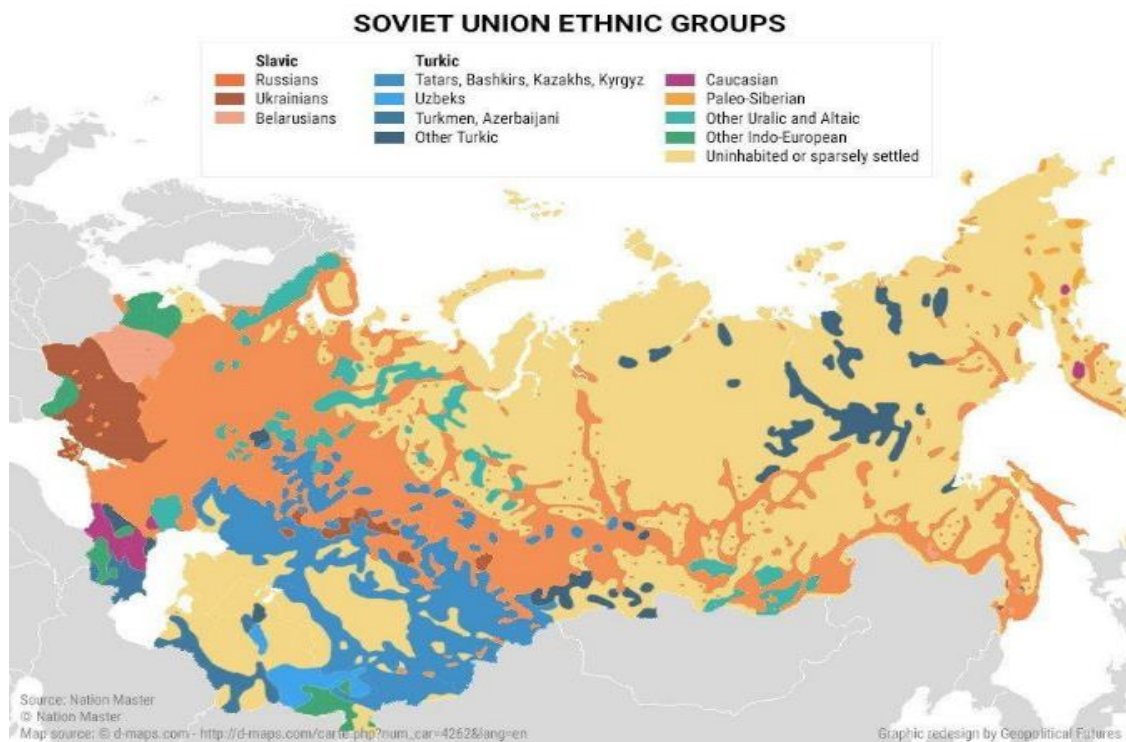 SOVIET UNION ETHNIC GROUPS
Slavic
Russians
Ukrainians
Belarusians
Turkic
Tatars, Bashkirs, Kazakhs, Kyrgyz
Uzbeks
Turkmen, Azerbaijani
Other Turkic
Caucasian
Paleo-Siberian
Other Uralic and Altaic
Other Indo-European
Uninhabited or sparsely settled
Source: Nation Master
© Nation Master
Map source: © d-maps.com - http://d-maps.com/carte.php?num_car=4262&lang=en
Graphic redesign by Geopolitical Futures